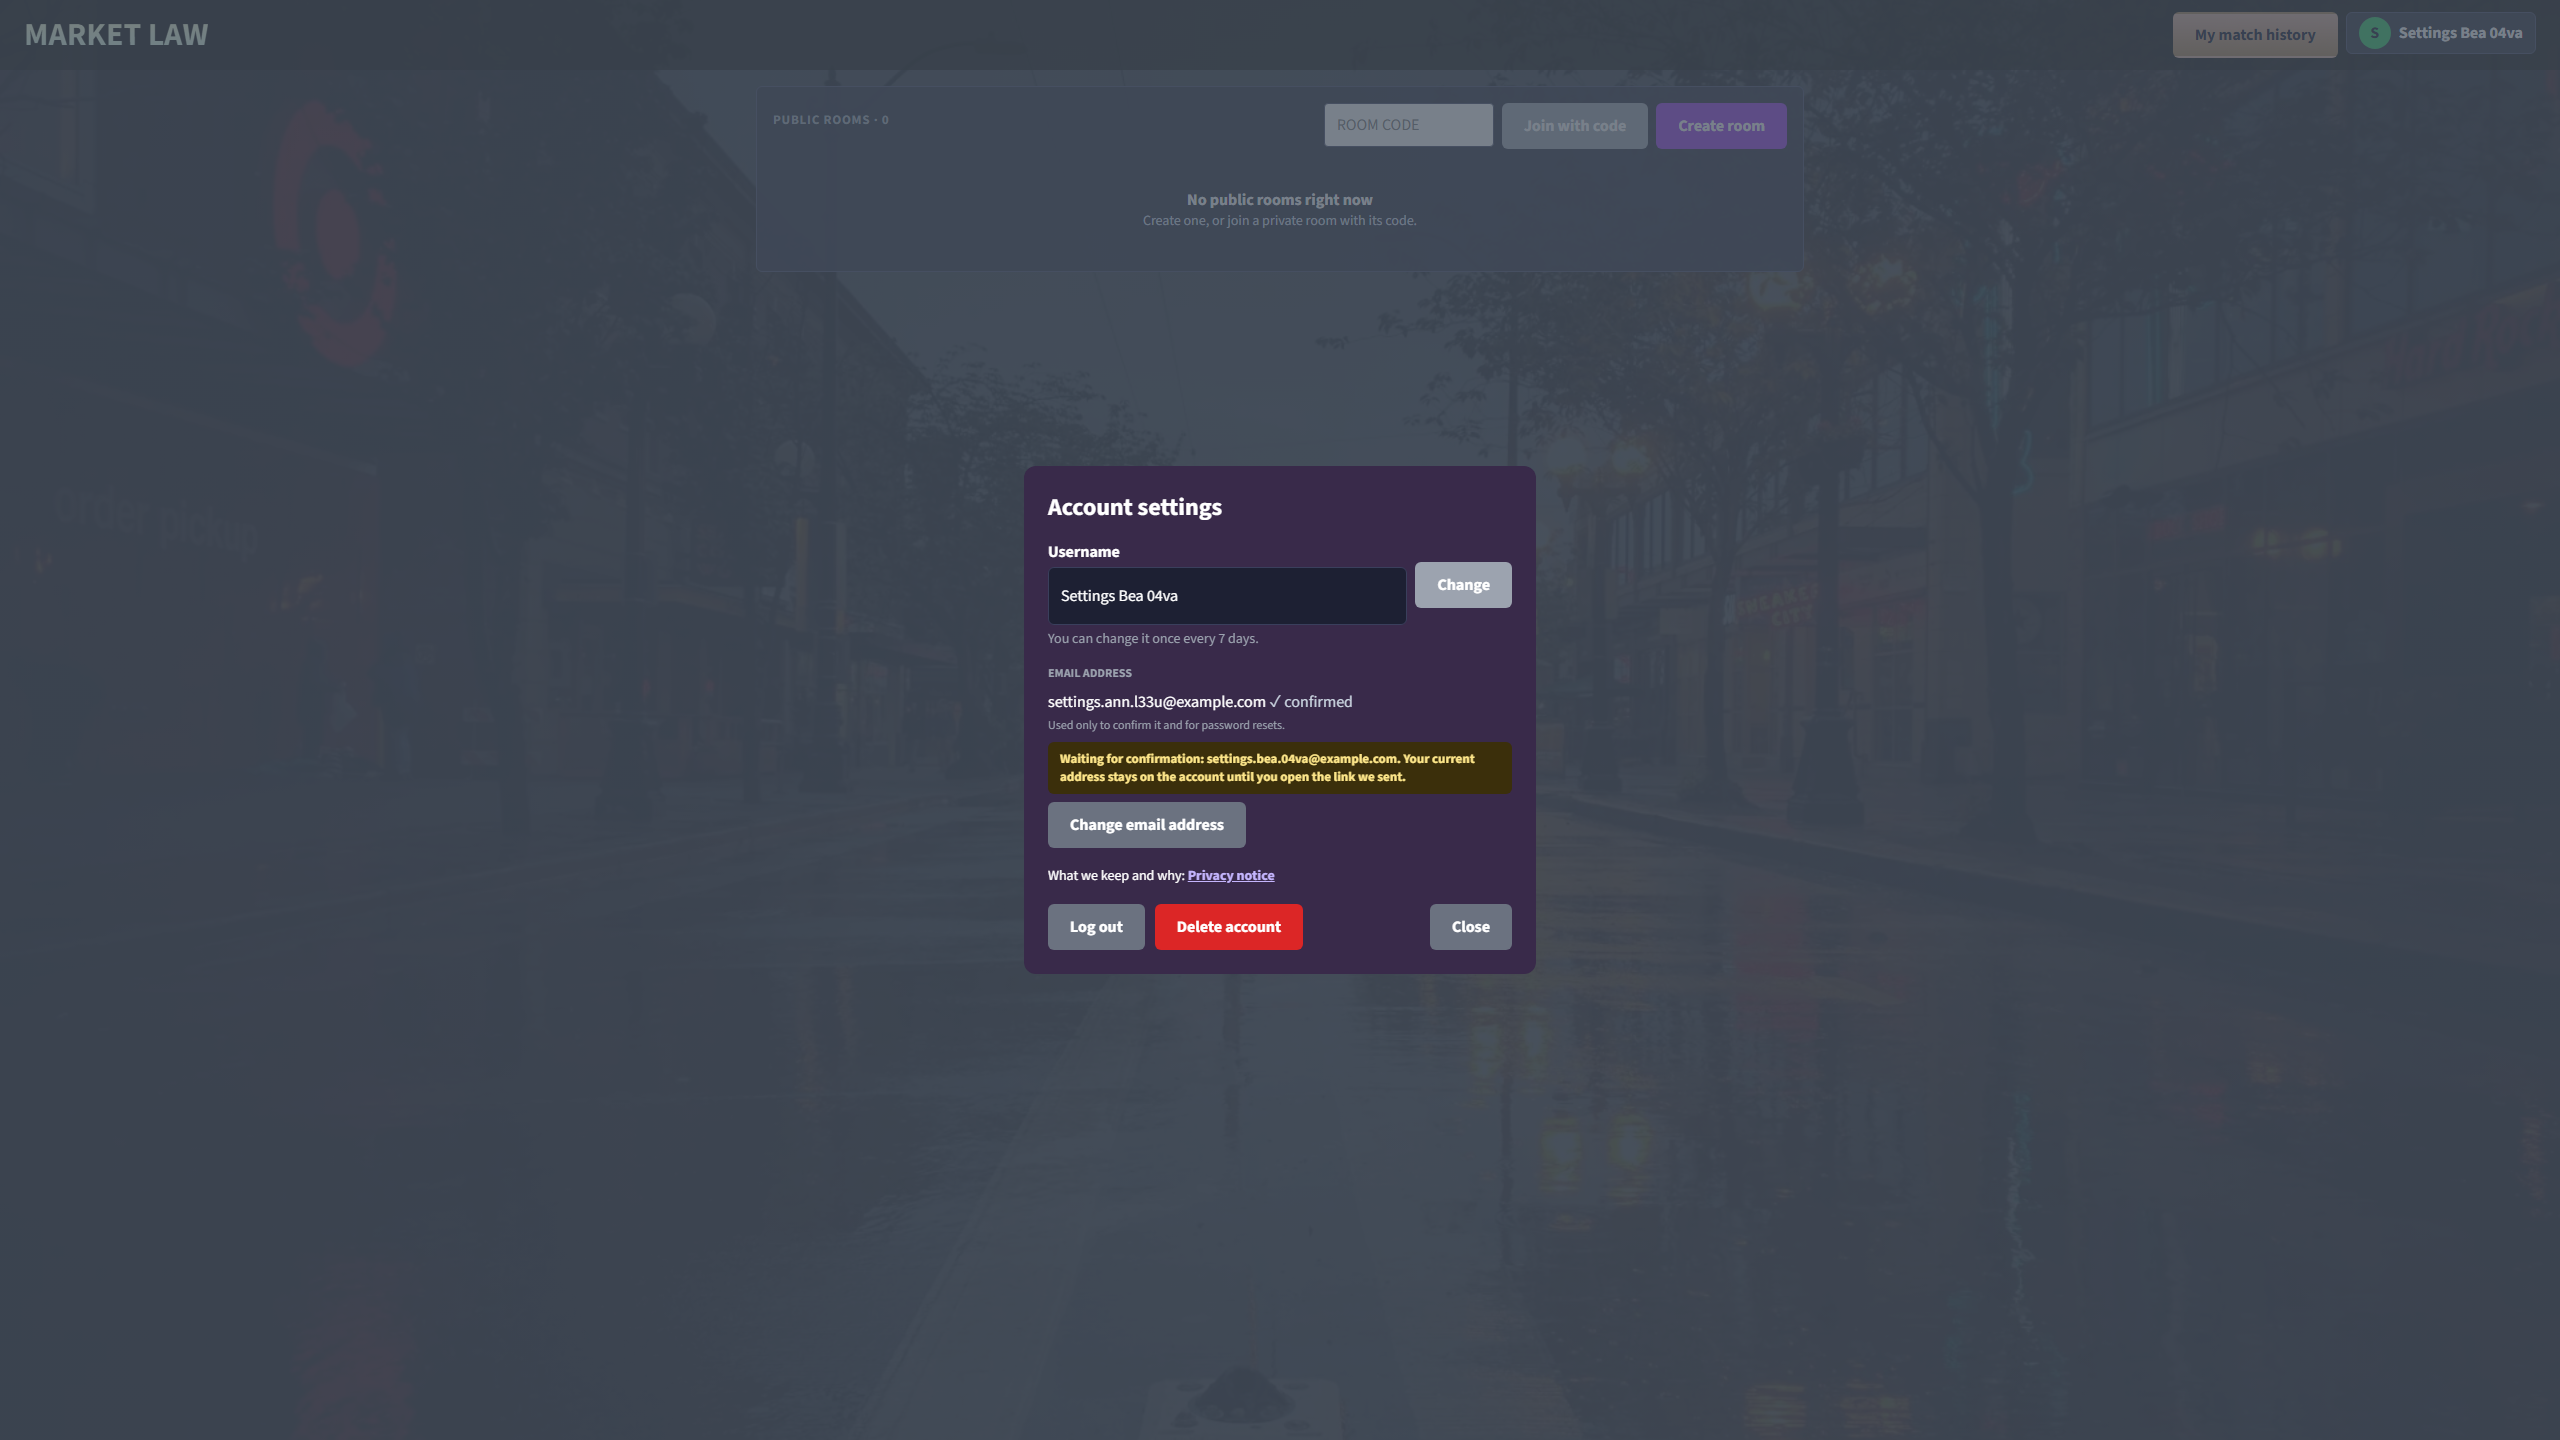 MARKET LAW
My match history
S
Settings Bea 04va
PUBLIC ROOMS · 0
ROOM CODE
Join with code
Create room
No public rooms right now
Create one, or join a private room with its code.
order pickup
SNEAKER
CITY
Account settings
Username
Settings Bea 04va
Change
You can change it once every 7 days.
EMAIL ADDRESS
settings.ann.l33u@example.com ✓ confirmed
Used only to confirm it and for password resets.
Waiting for confirmation: settings.bea.04va@example.com. Your current
address stays on the account until you open the link we sent.
Change email address
What we keep and why: Privacy notice
Log out
Delete account
Close